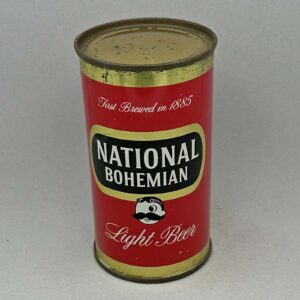 First Brewed in 1885
NATIONAL
BOHEMIAN
Light Beer